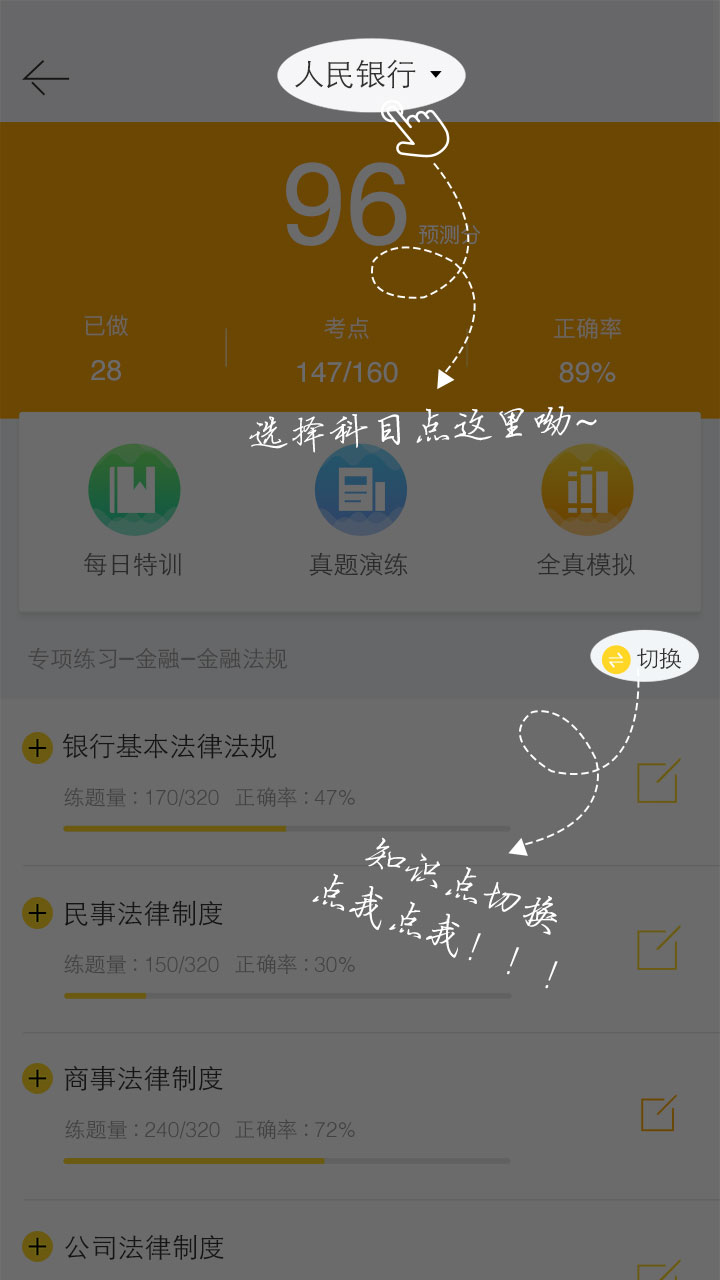 人民银行
96 预测分
已做 考点 正确率
28 147/160 89%
选择科目点这里呦~
每日特训 真题演练 全真模拟
专项练习-金融-金融法规 切换
银行基本法律法规
练题量：170/320 正确率：47%
知识点切换
点我点我！！！
民事法律制度
练题量：150/320 正确率：30%
商事法律制度
练题量：240/320 正确率：72%
公司法律制度